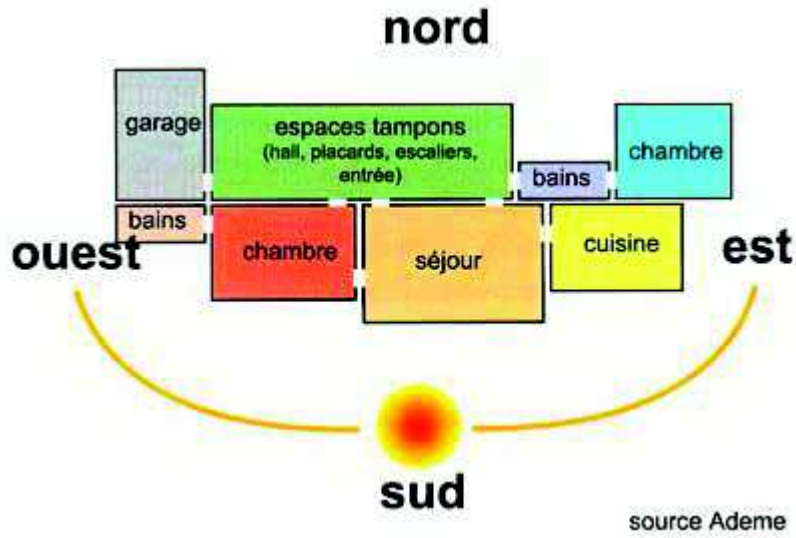 nord
garage
espaces tampons
(hall, placards, escaliers,
entrée)
bains
chambre
bains
chambre
séjour
cuisine
ouest
est
sud
source Ademe